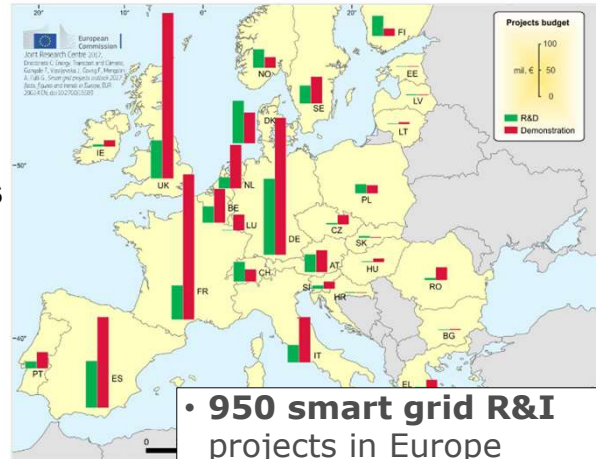 European
Commission
Joint Research Centre 2017.
Projects budget
mil. €
100
50
0
R&D
Demonstration
10°
0°
20°
FI
NO
SE
EE
LV
LT
DK
IE
50°
UK
NL
BE
LU
DE
PL
CZ
SK
FR
CH
AT
HU
SI
HR
RO
40°
IT
BG
PT
ES
EL
s
0
• 950 smart grid R&I
projects in Europe